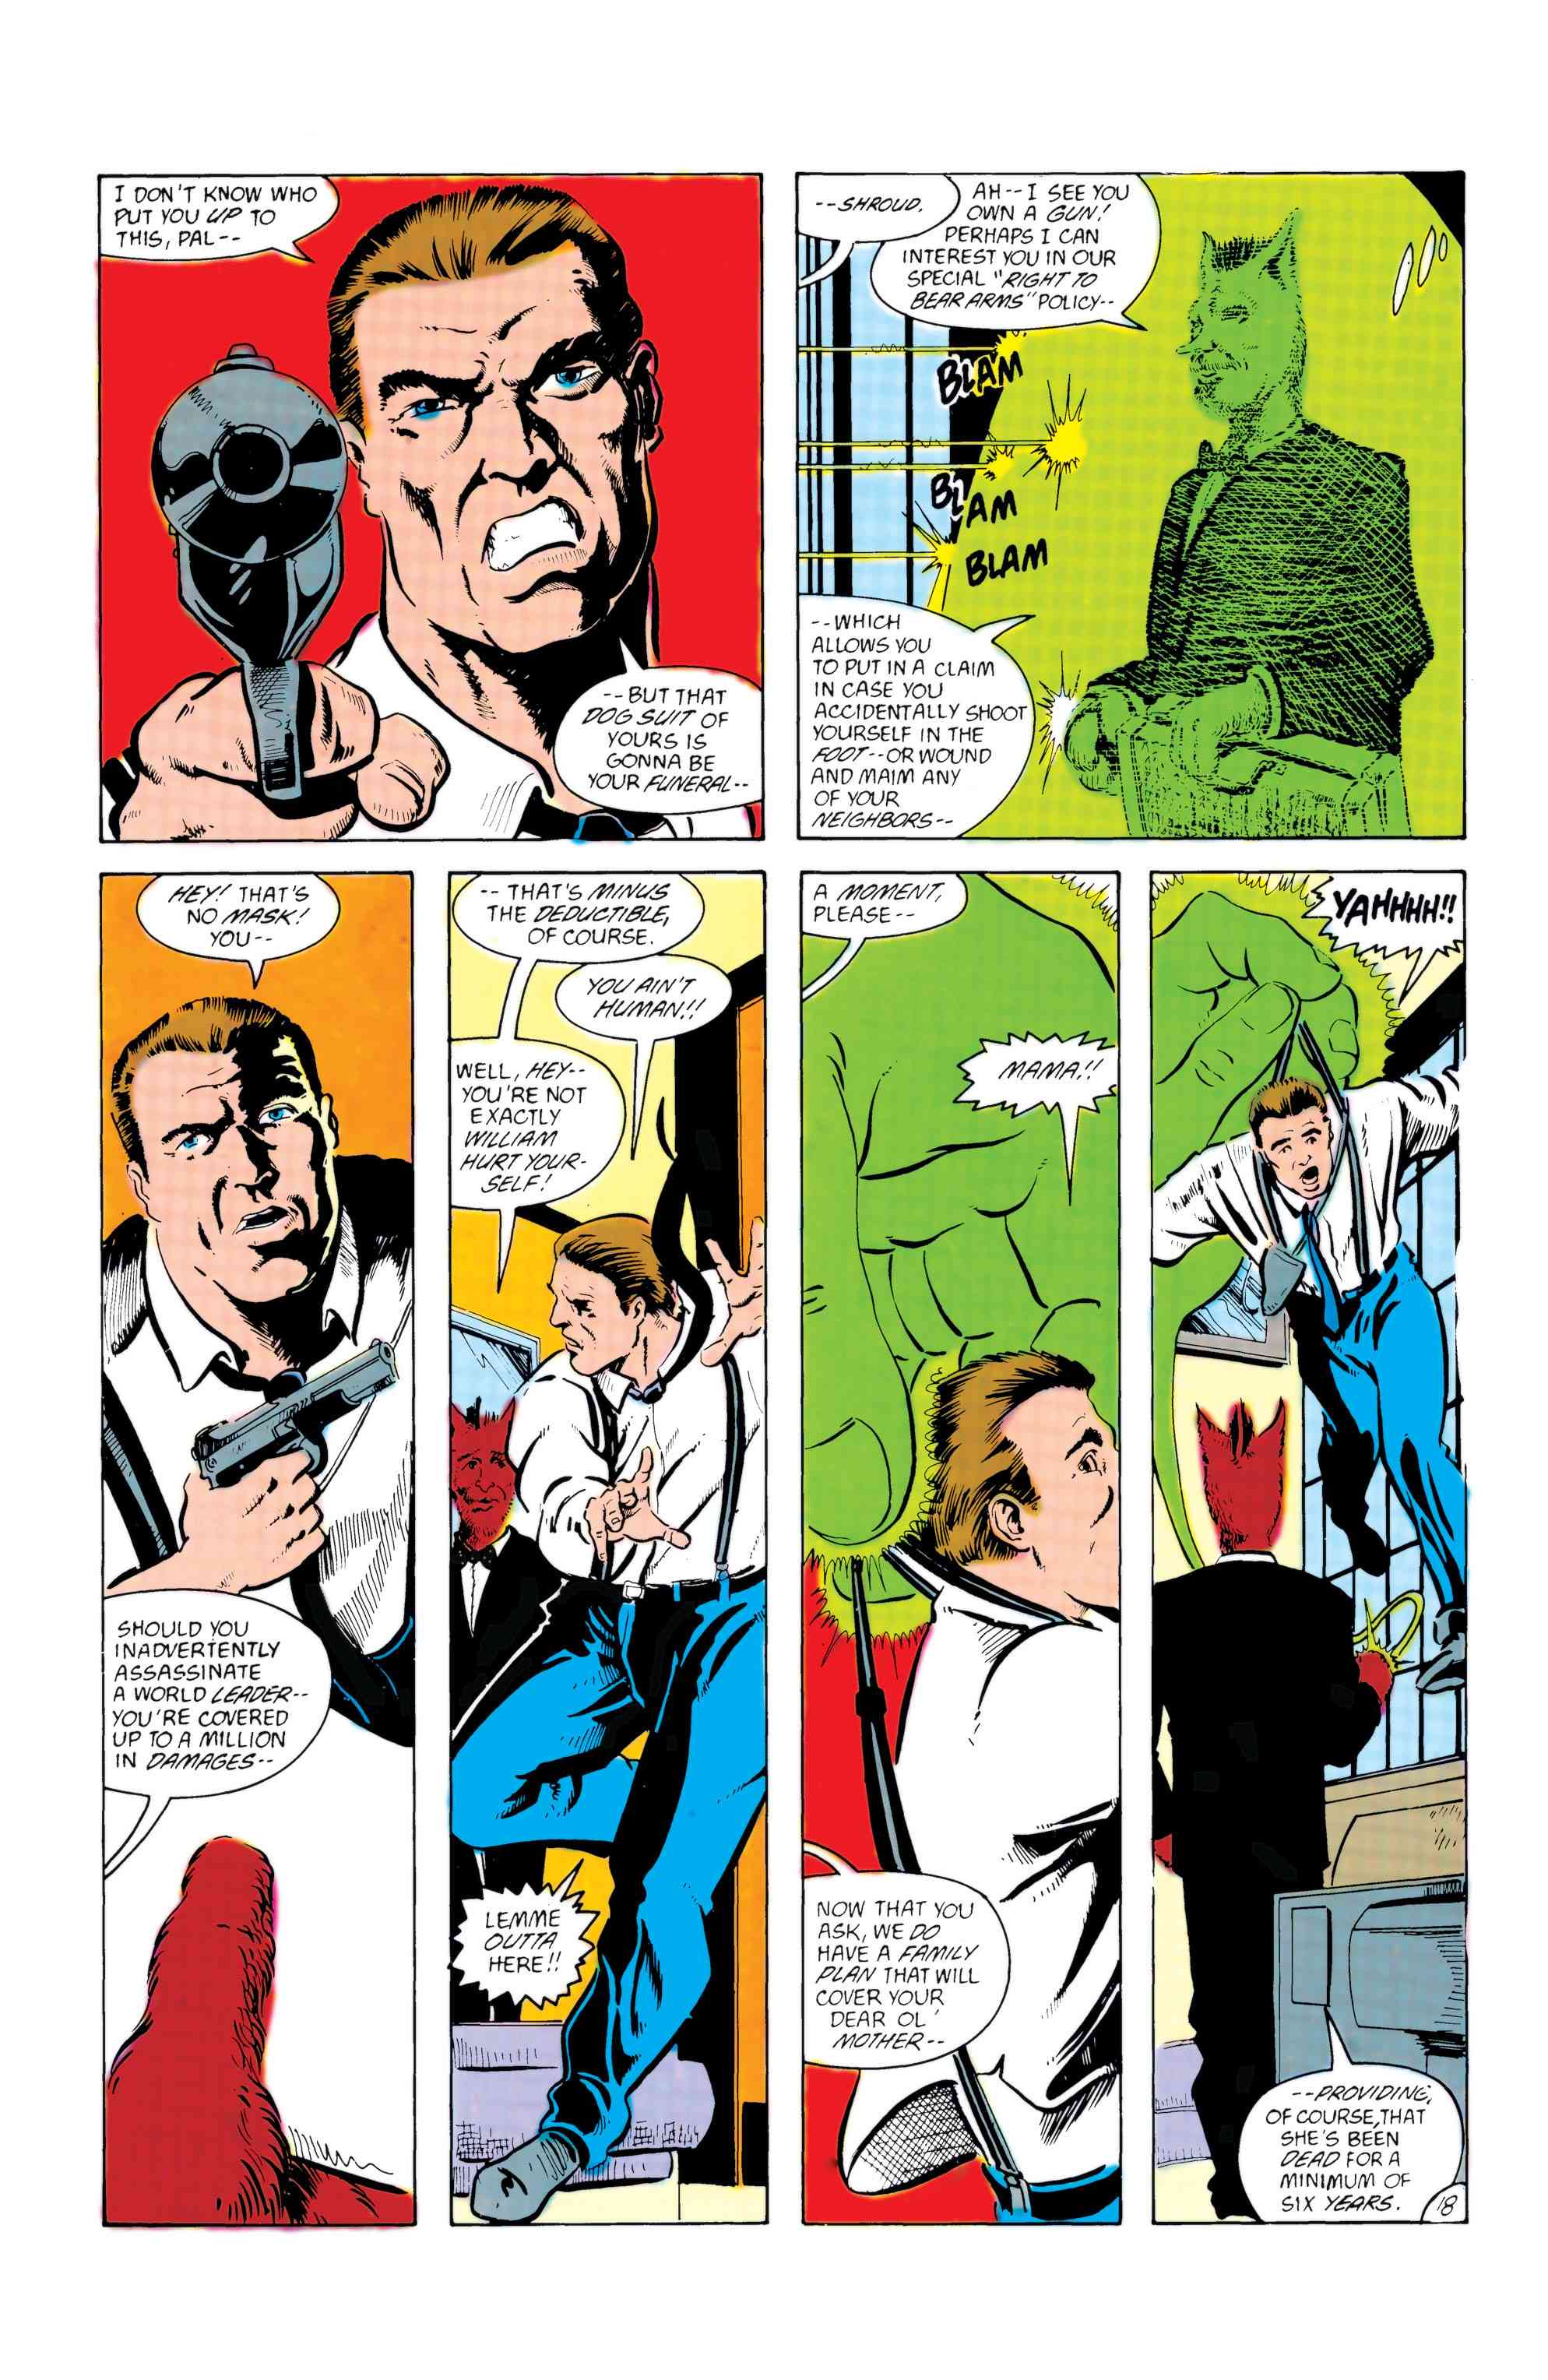 I DON'T KNOW WHO
PUT YOU UP TO
THIS, PAL--
--BUT THAT
DOG SUIT OF
YOURS IS
GONNA BE
YOUR FUNERAL--
--SHROUD.
AH--I SEE YOU
OWN A GUN!
PERHAPS I CAN
INTEREST YOU IN OUR
SPECIAL "RIGHT TO
BEAR ARMS" POLICY--
BLAM
BLAM
BLAM
--WHICH
ALLOWS YOU
TO PUT IN A CLAIM
IN CASE YOU
ACCIDENTALLY SHOOT
YOURSELF IN THE
FOOT--OR WOUND
AND MAIM ANY
OF YOUR
NEIGHBORS--
HEY! THAT'S
NO MASK!
YOU--
SHOULD YOU
INADVERTENTLY
ASSASSINATE
A WORLD LEADER--
YOU'RE COVERED
UP TO A MILLION
IN DAMAGES--
--THAT'S MINUS
THE DEDUCTIBLE,
OF COURSE.
YOU AIN'T
HUMAN!!
WELL, HEY--
YOU'RE NOT
EXACTLY
WILLIAM
HURT YOUR-
SELF!
LEMME
OUTTA
HERE!!
A MOMENT,
PLEASE--
MAMA!!
NOW THAT YOU
ASK, WE DO
HAVE A FAMILY
PLAN THAT WILL
COVER YOUR
DEAR OL'
MOTHER--
YAHHHH!!
--PROVIDING,
OF COURSE, THAT
SHE'S BEEN
DEAD FOR A
MINIMUM OF
SIX YEARS.
18